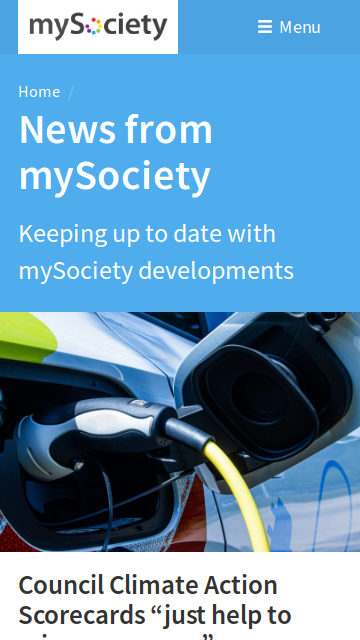 mySociety
Menu
Home /
News from
mySociety
Keeping up to date with
mySociety developments
Council Climate Action
Scorecards “just help to